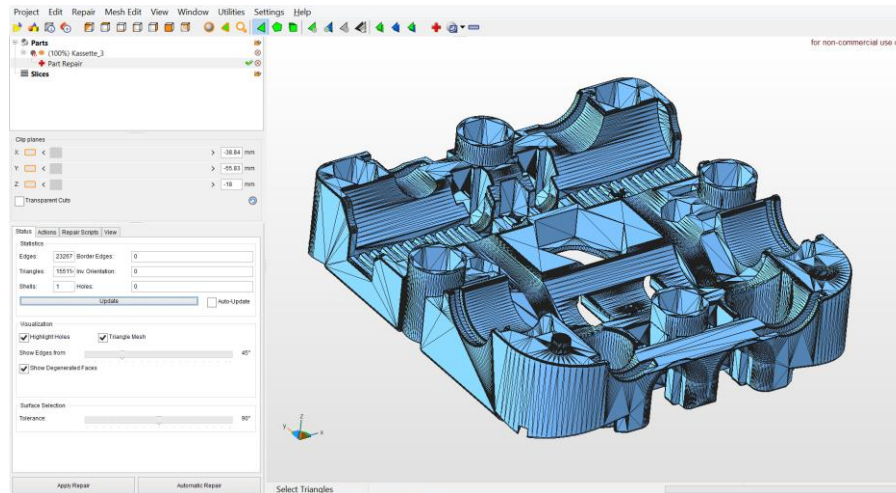 Project Edit Repair Mesh Edit View Window Utilities Settings Help
for non-commercial use
Parts
(100%) Kassette_3
Part Repair
Slices
Clip planes
X: < > -38.84 mm
Y: < > -55.83 mm
Z: < > -18 mm
Transparent Cuts
Status Actions Repair Scripts View
Statistics
Edges: 23267 Border Edges: 0
Triangles: Inv. Orientation: 0
Shells: 1 Holes: 0
Update Auto-Update
Visualization
Highlight Holes Triangle Mesh
Show Edges from 45°
Show Degenerated Faces
Surface Selection
Tolerance 90°
Apply Repair Automatic Repair
Select Triangles
z
y
x